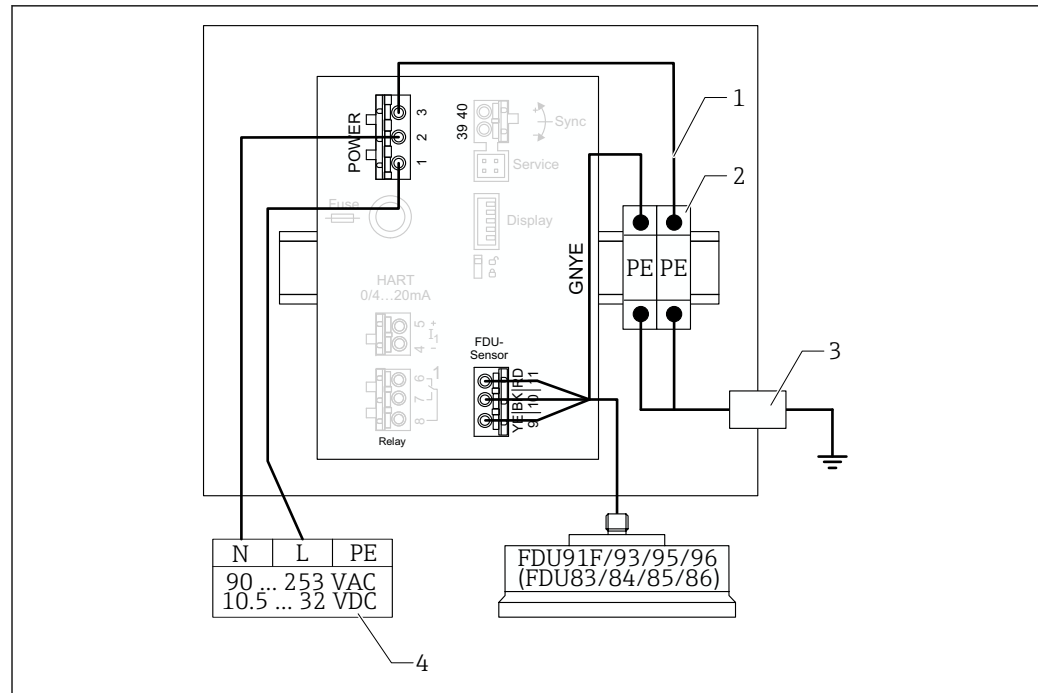 POWER
3
2
1
39 40
Sync
Service
Fuse
Display
HART
0/4...20mA
5 +
I1
4 -
FDU-
Sensor
6
7
8
1
Relay
YE BK RD
9 10 11
GNYE
PE PE
1
2
3
N L PE
90 ... 253 VAC
10.5 ... 32 VDC
FDU91F/93/95/96
(FDU83/84/85/86)
4